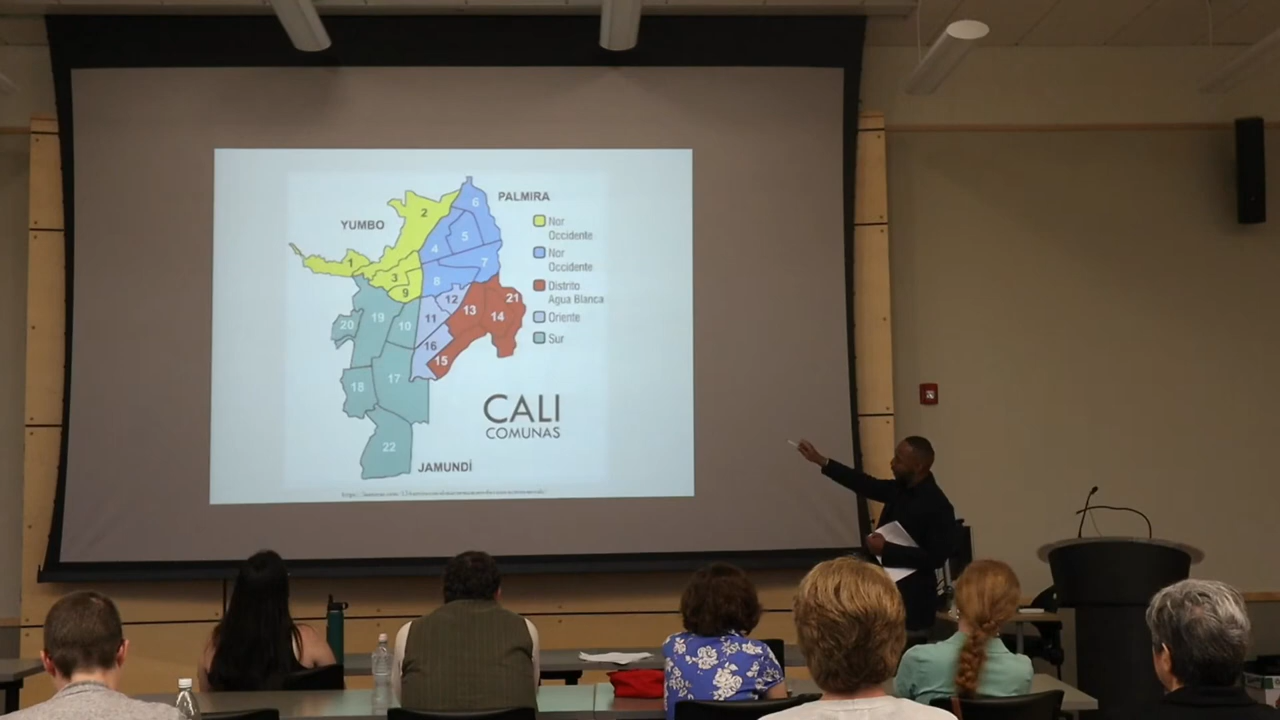 PALMIRA
YUMBO
6
2
5
4
7
1
8
3
9
12
21
13
14
11
19
20
10
16
15
17
18
22
Nor
Occidente
Nor
Occidente
Distrito
Agua Blanca
Oriente
Sur
CALI
COMUNAS
JAMUNDÍ